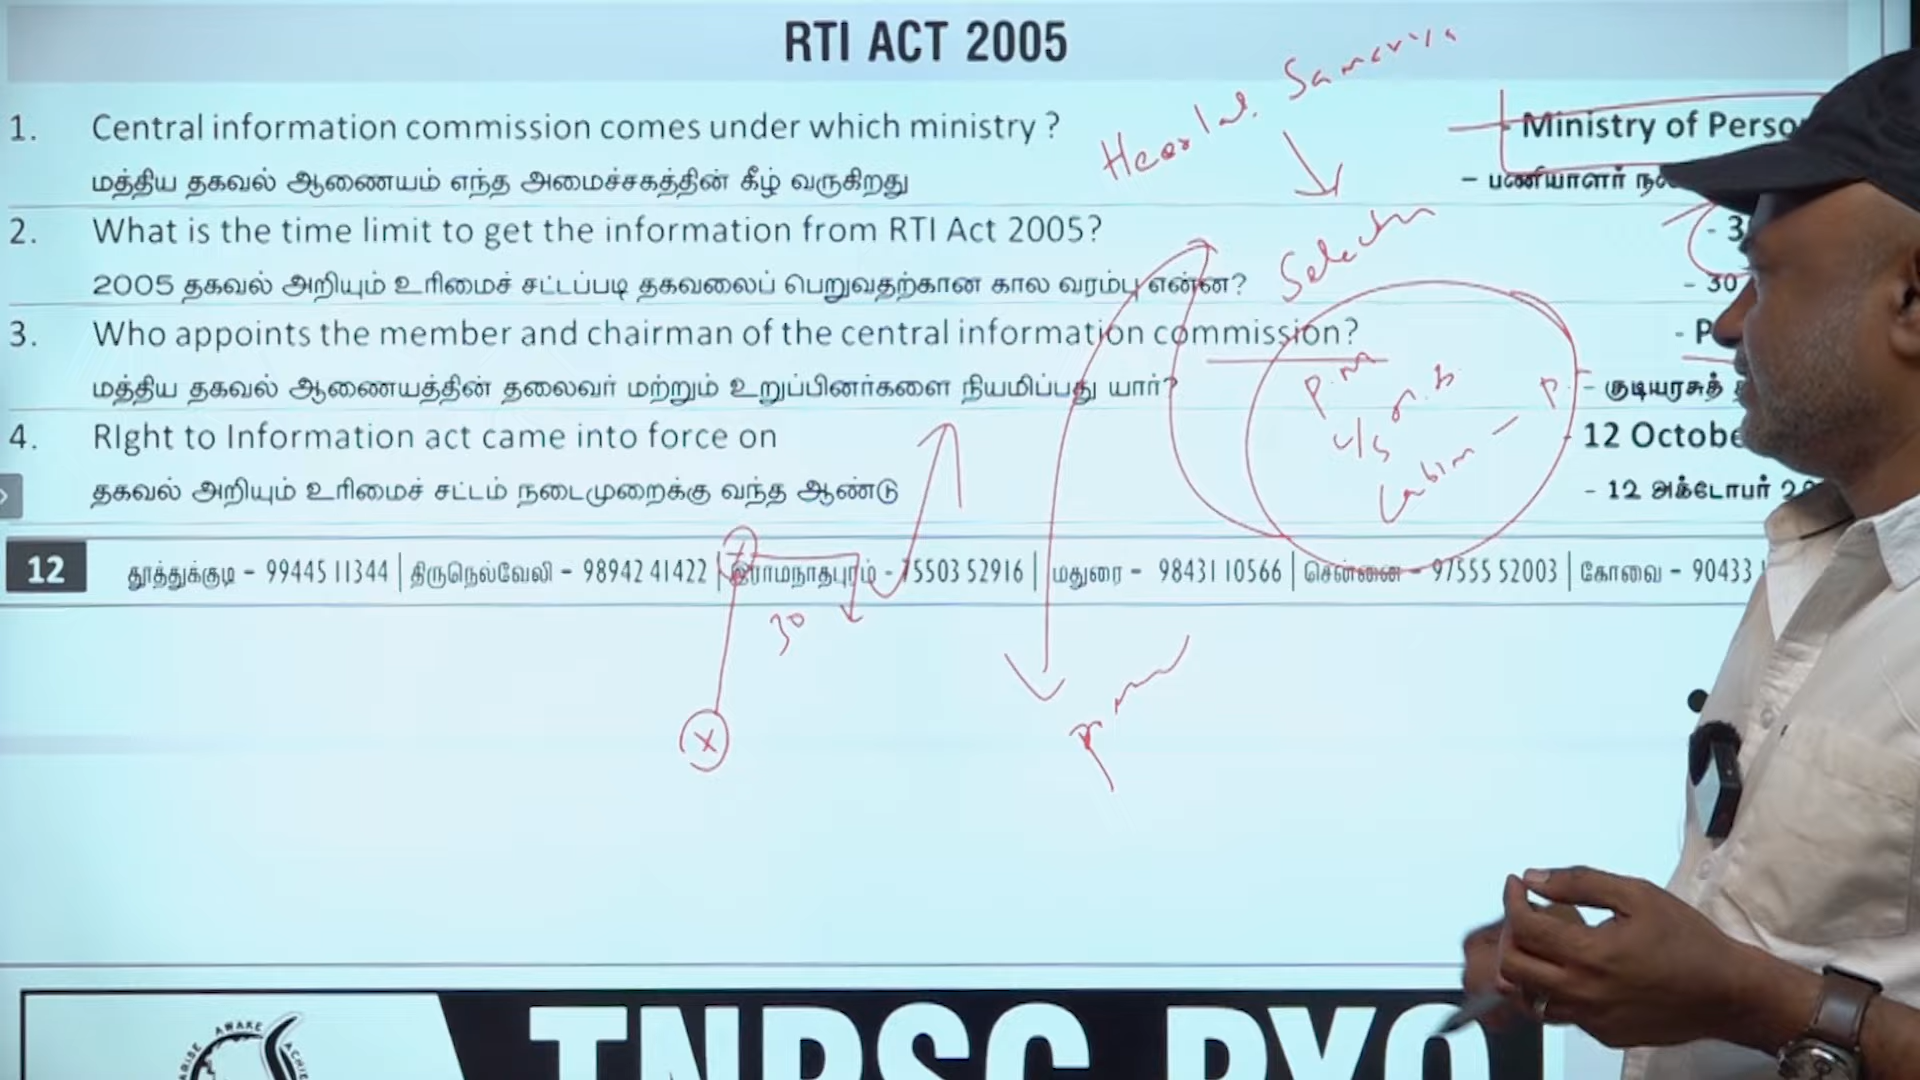 RTI ACT 2005
Heeralal Samariya
1. Central information commission comes under which ministry ?
- Ministry of Perso
மத்திய தகவல் ஆணையம் எந்த அமைச்சகத்தின் கீழ் வருகிறது
– பணியாளர்
2. What is the time limit to get the information from RTI Act 2005?
- 3
2005 தகவல் அறியும் உரிமைச் சட்டப்படி தகவலைப் பெறுவதற்கான கால வரம்பு என்ன?
- 30
3. Who appoints the member and chairman of the central information commission?
- P
P.M
மத்திய தகவல் ஆணையத்தின் தலைவர் மற்றும் உறுப்பினர்களை நியமிப்பது யார்?
- குடியரசுத்
4. RIght to Information act came into force on
- 12 Octobe
தகவல் அறியும் உரிமைச் சட்டம் நடைமுறைக்கு வந்த ஆண்டு
- 12 அக்டோபர் 2
12 தூத்துக்குடி – 99445 11344 | திருநெல்வேலி – 98942 41422 | இராமநாதபுரம் - 75503 52916 | மதுரை – 98431 10566 | சென்னை – 97555 52003 | கோவை – 90433
30
x
AWAKE
TNPSC